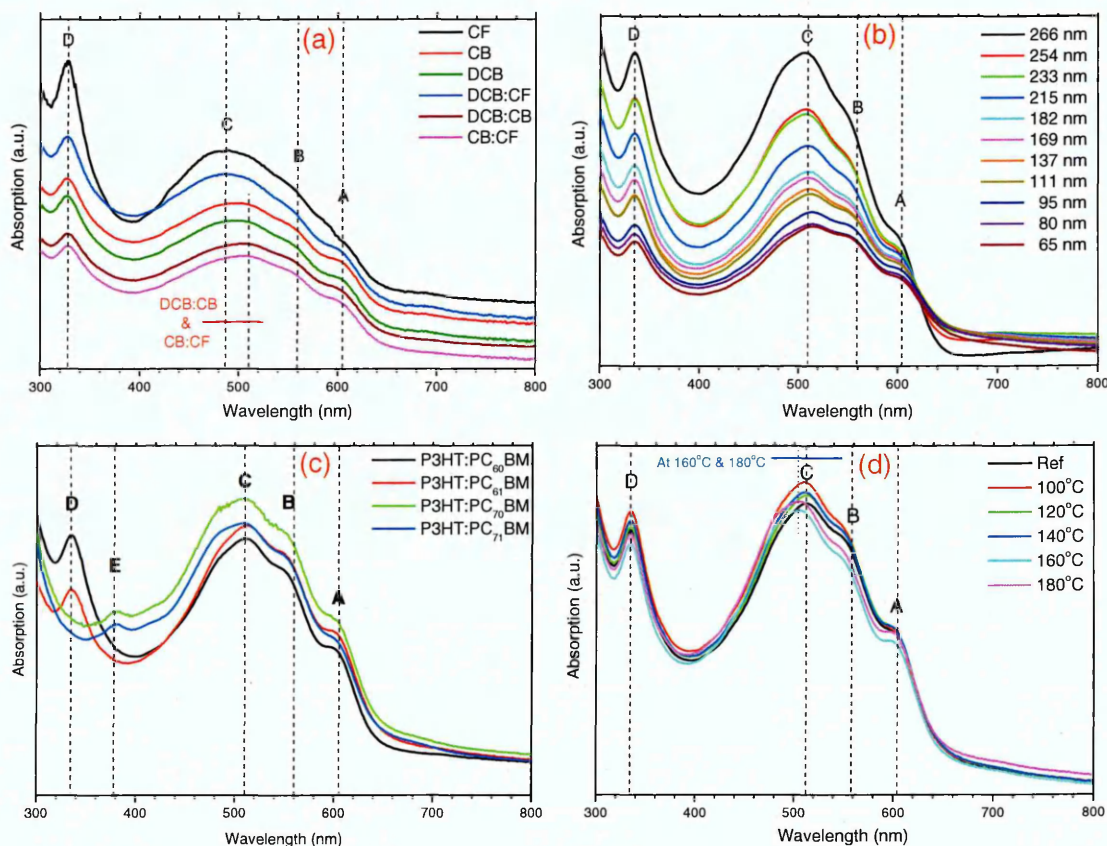 (a)
D
C
B
A
CF
CB
DCB
DCB:CF
DCB:CB
CB:CF
DCB:CB
&
CB:CF
Absorption (a.u.)
300 400 500 600 700 800
Wavelength (nm)
(b)
D
C
B
A
266 nm
254 nm
233 nm
215 nm
182 nm
169 nm
137 nm
111 nm
95 nm
80 nm
65 nm
Absorption (a.u.)
300 400 500 600 700 800
Wavelength (nm)
(c)
D
E
C
B
A
P3HT:PC60BM
P3HT:PC61BM
P3HT:PC70BM
P3HT:PC71BM
Absorption (a.u.)
300 400 500 600 700 800
Wavelength (nm)
(d)
At 160°C & 180°C
D
C
B
A
Ref
100°C
120°C
140°C
160°C
180°C
Absorption (a.u.)
300 400 500 600 700 800
Wavelength (nm)